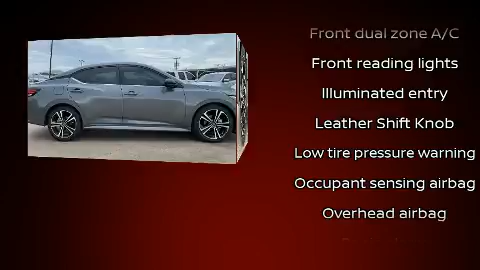 Front dual zone A/C
Front reading lights
Illuminated entry
Leather Shift Knob
Low tire pressure warning
Occupant sensing airbag
Overhead airbag